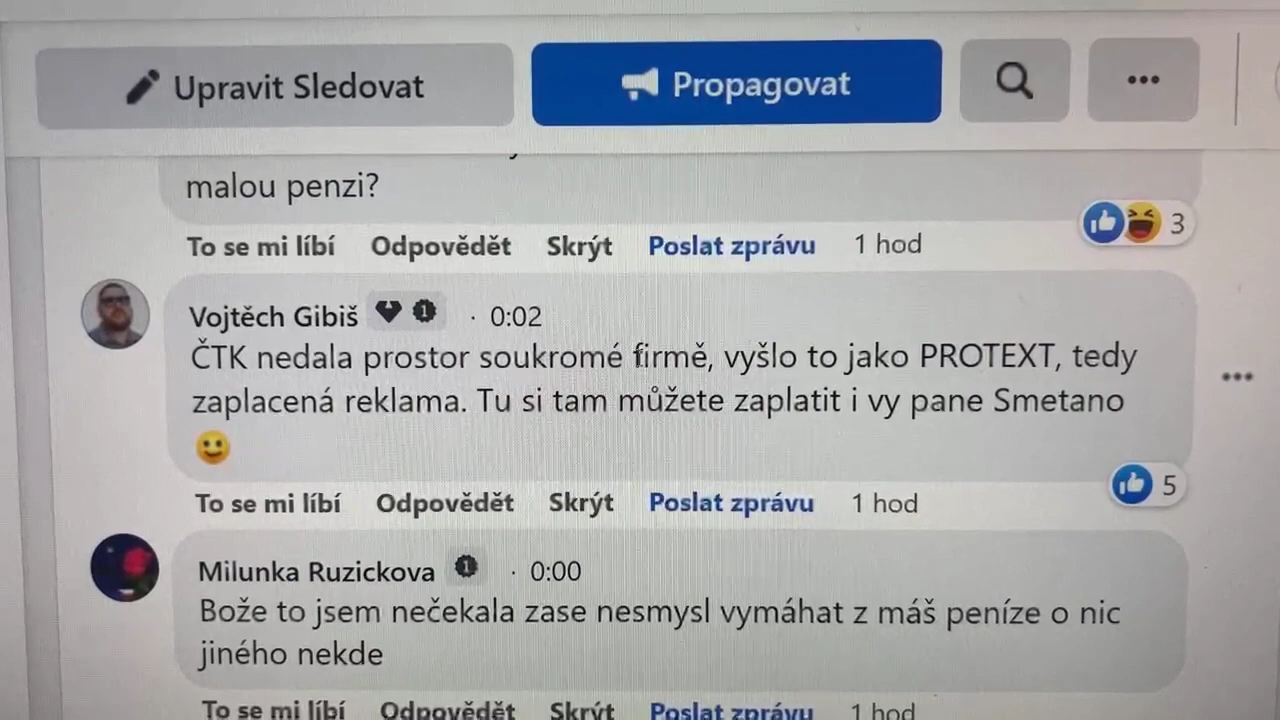 Upravit Sledovat
Propagovat
malou penzi?
3
To se mi líbí Odpovědět Skrýt Poslat zprávu 1 hod
Vojtěch Gibiš 1 · 0:02
ČTK nedala prostor soukromé firmě, vyšlo to jako PROTEXT, tedy
zaplacená reklama. Tu si tam můžete zaplatit i vy pane Smetano
5
To se mi líbí Odpovědět Skrýt Poslat zprávu 1 hod
Milunka Ruzickova 1 · 0:00
Bože to jsem nečekala zase nesmysl vymáhat z máš peníze o nic
jiného nekde
To se mi líbí Odpovědět Skrýt Poslat zprávu 1 hod